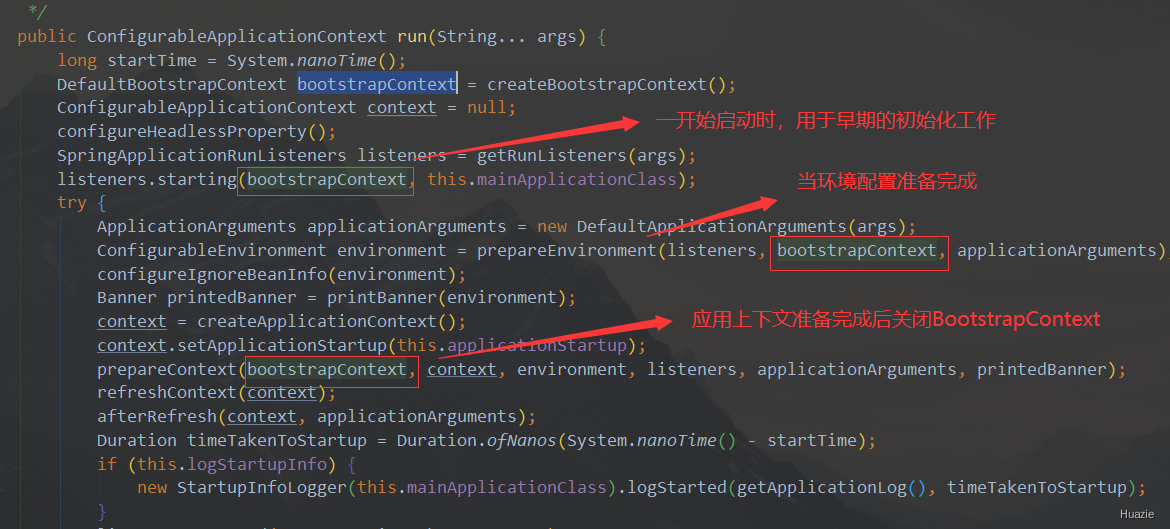 */
public ConfigurableApplicationContext run(String... args) {
long startTime = System.nanoTime();
DefaultBootstrapContext bootstrapContext = createBootstrapContext();
ConfigurableApplicationContext context = null;
configureHeadlessProperty();
一开始启动时，用于早期的初始化工作
SpringApplicationRunListeners listeners = getRunListeners(args);
listeners.starting(bootstrapContext, this.mainApplicationClass);
当环境配置准备完成
try {
ApplicationArguments applicationArguments = new DefaultApplicationArguments(args);
ConfigurableEnvironment environment = prepareEnvironment(listeners, bootstrapContext, applicationArguments)
configureIgnoreBeanInfo(environment);
Banner printedBanner = printBanner(environment);
context = createApplicationContext();
应用上下文准备完成后关闭BootstrapContext
context.setApplicationStartup(this.applicationStartup);
prepareContext(bootstrapContext, context, environment, listeners, applicationArguments, printedBanner);
refreshContext(context);
afterRefresh(context, applicationArguments);
Duration timeTakenToStartup = Duration.ofNanos(System.nanoTime() - startTime);
if (this.logStartupInfo) {
new StartupInfoLogger(this.mainApplicationClass).logStarted(getApplicationLog(), timeTakenToStartup);
}
Huazie